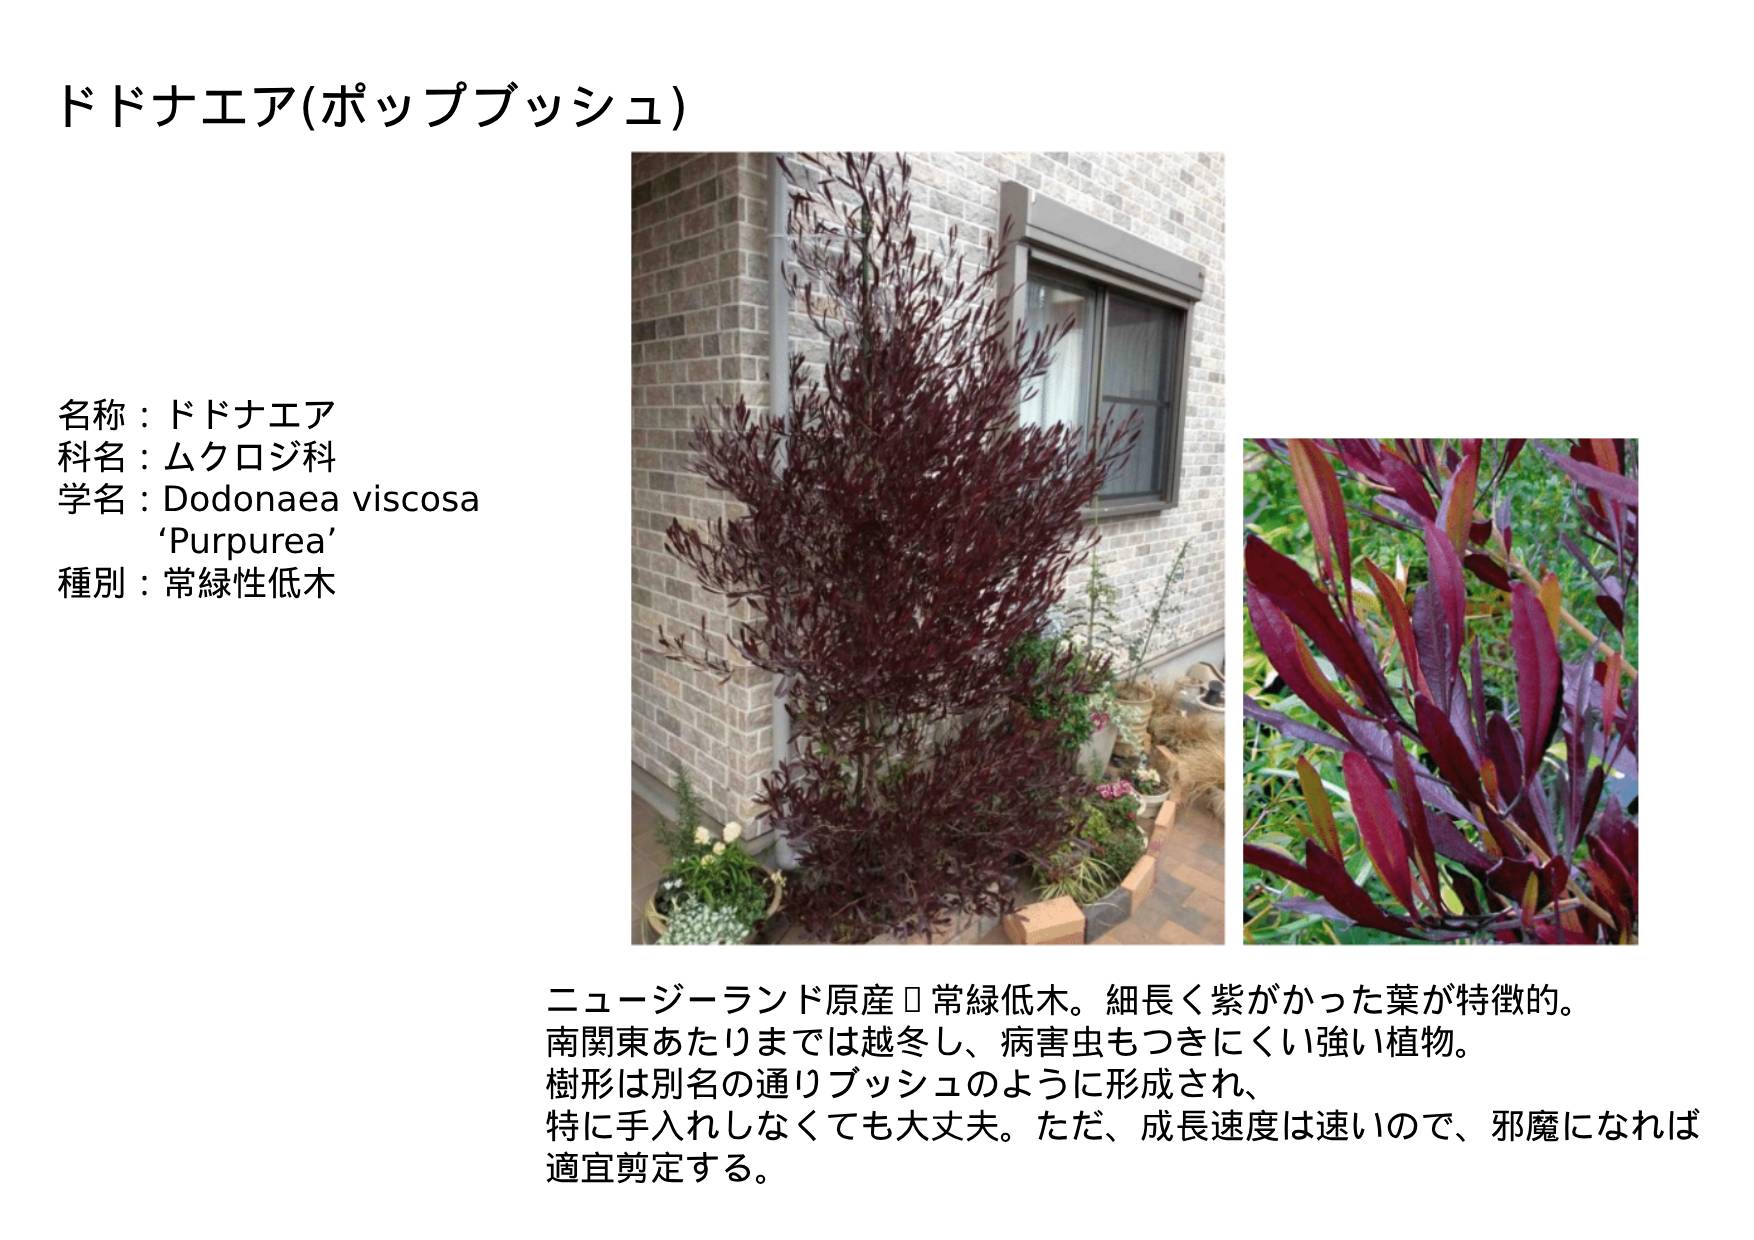 ドドナエア(ポップブッシュ)
名称：ドドナエア
科名：ムクロジ科
学名：Dodonaea viscosa
‘Purpurea’
種別：常緑性低木
ニュージーランド原産 常緑低木。細長く紫がかった葉が特徴的。
南関東あたりまでは越冬し、病害虫もつきにくい強い植物。
樹形は別名の通りブッシュのように形成され、
特に手入れしなくても大丈夫。ただ、成長速度は速いので、邪魔になれば
適宜剪定する。